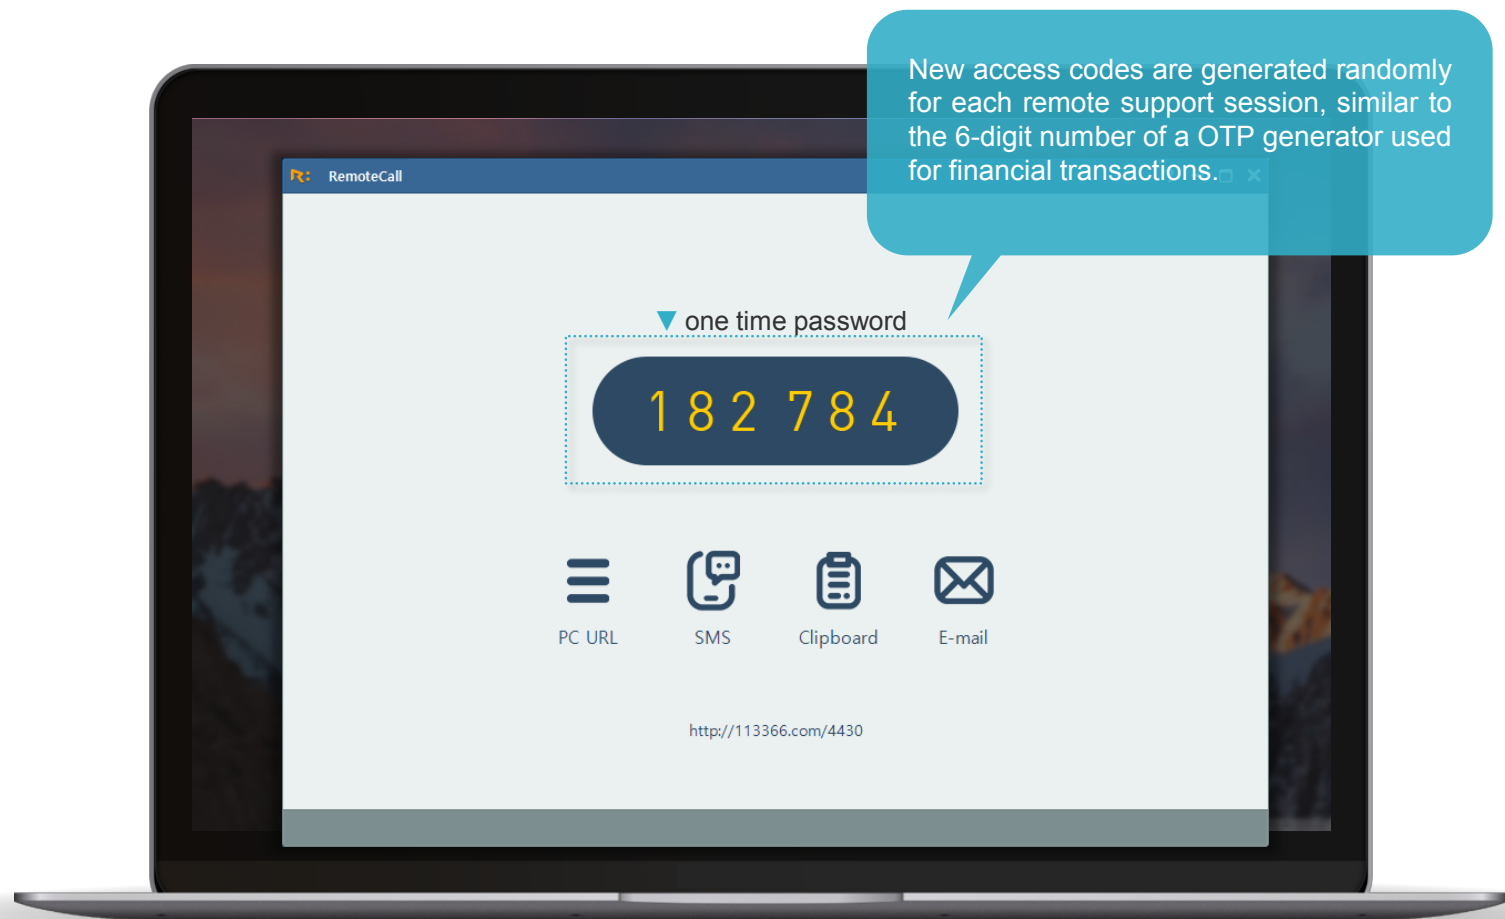 New access codes are generated randomly
for each remote support session, similar to
the 6-digit number of a OTP generator used
for financial transactions.
R: RemoteCall
▼ one time password
182 784
PC URL
SMS
Clipboard
E-mail
http://113366.com/4430